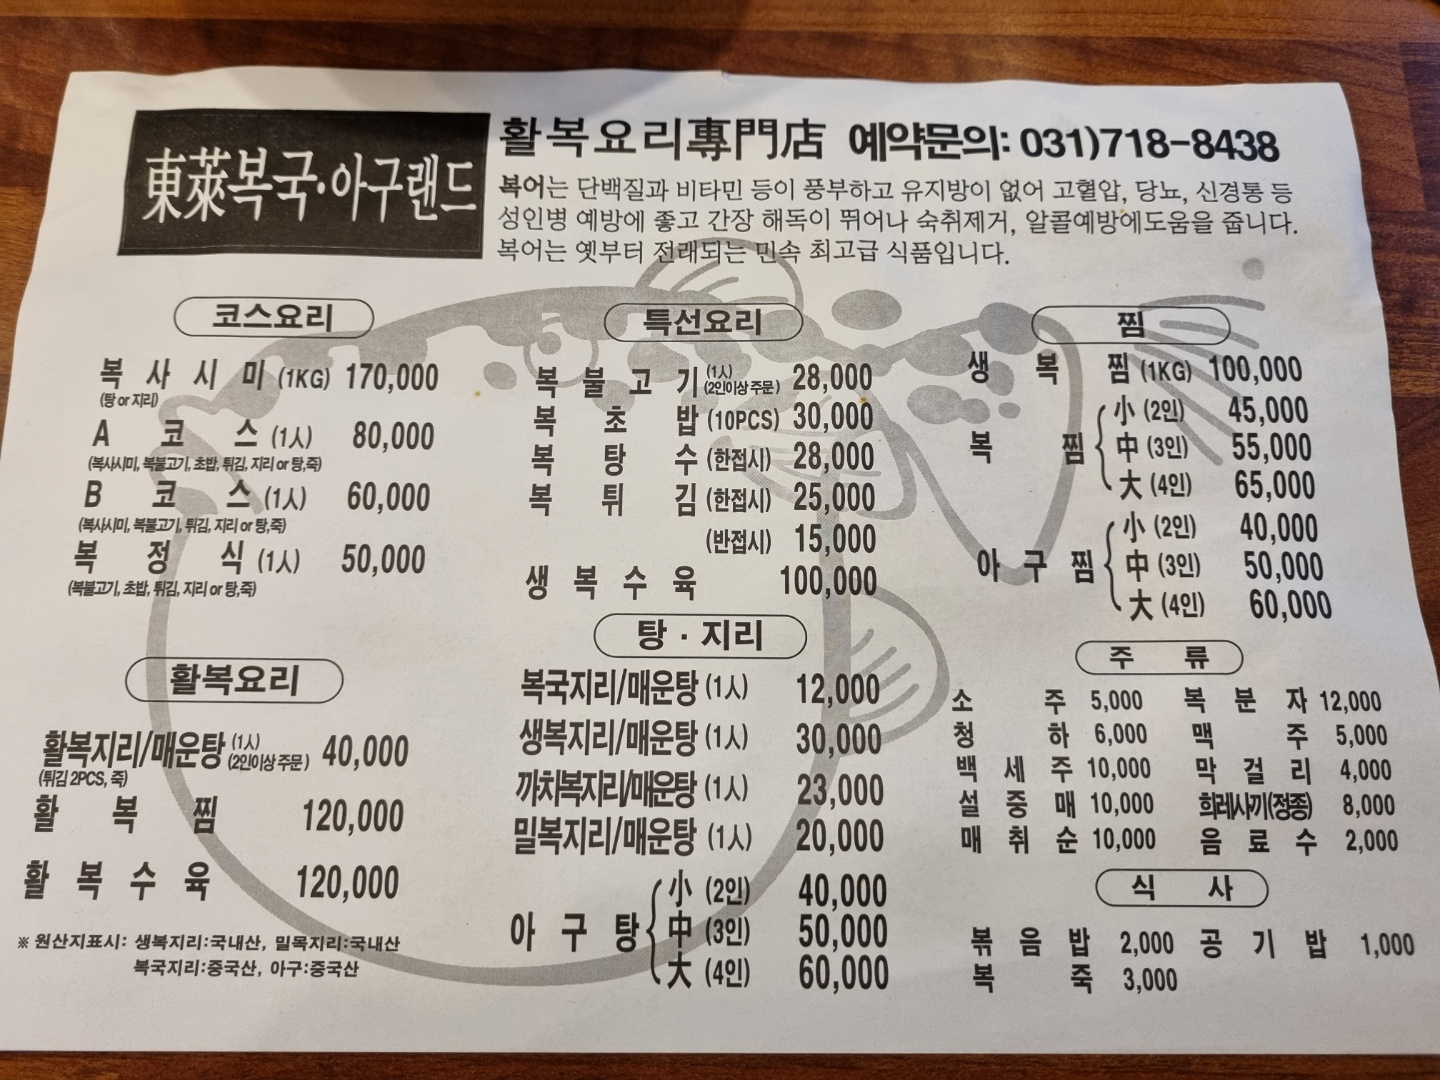 東萊복국·아구랜드
활복요리專門店 예약문의: 031)718-8438
복어는 단백질과 비타민 등이 풍부하고 유지방이 없어 고혈압, 당뇨, 신경통 등
성인병 예방에 좋고 간장 해독이 뛰어나 숙취제거, 알콜예방에도움을 줍니다.
복어는 옛부터 전래되는 민속 최고급 식품입니다.
코스요리
복 사 시 미 (1KG) 170,000
(탕 or 지리)
A 코 스 (1人) 80,000
(복사시미, 복불고기, 초밥, 튀김, 지리 or 탕,죽)
B 코 스 (1人) 60,000
(복사시미, 복불고기, 튀김, 지리 or 탕,죽)
복 정 식 (1人) 50,000
(복불고기, 초밥, 튀김, 지리 or 탕,죽)
활복요리
활복지리/매운탕 (1人) (2인이상 주문) 40,000
(튀김 2PCS, 죽)
활 복 찜 120,000
활 복 수 육 120,000
※ 원산지표시: 생복지리:국내산, 밀복지리:국내산
복국지리:중국산, 아구:중국산
특선요리
복 불 고 기 (1人) (2인이상 주문) 28,000
복 초 밥 (10PCS) 30,000
복 탕 수 (한접시) 28,000
복 튀 김 (한접시) 25,000
(반접시) 15,000
생 복 수 육 100,000
탕 · 지리
복국지리/매운탕 (1人) 12,000
생복지리/매운탕 (1人) 30,000
까치복지리/매운탕 (1人) 23,000
밀복지리/매운탕 (1人) 20,000
아 구 탕 小 (2인) 40,000
中 (3인) 50,000
大 (4인) 60,000
찜
생 복 찜 (1KG) 100,000
복 찜 小 (2인) 45,000
中 (3인) 55,000
大 (4인) 65,000
아 구 찜 小 (2인) 40,000
中 (3인) 50,000
大 (4인) 60,000
주 류
소 주 5,000 복 분 자 12,000
청 하 6,000 맥 주 5,000
백 세 주 10,000 막 걸 리 4,000
설 중 매 10,000 희레사끼(정종) 8,000
매 취 순 10,000 음 료 수 2,000
식 사
볶 음 밥 2,000 공 기 밥 1,000
복 죽 3,000